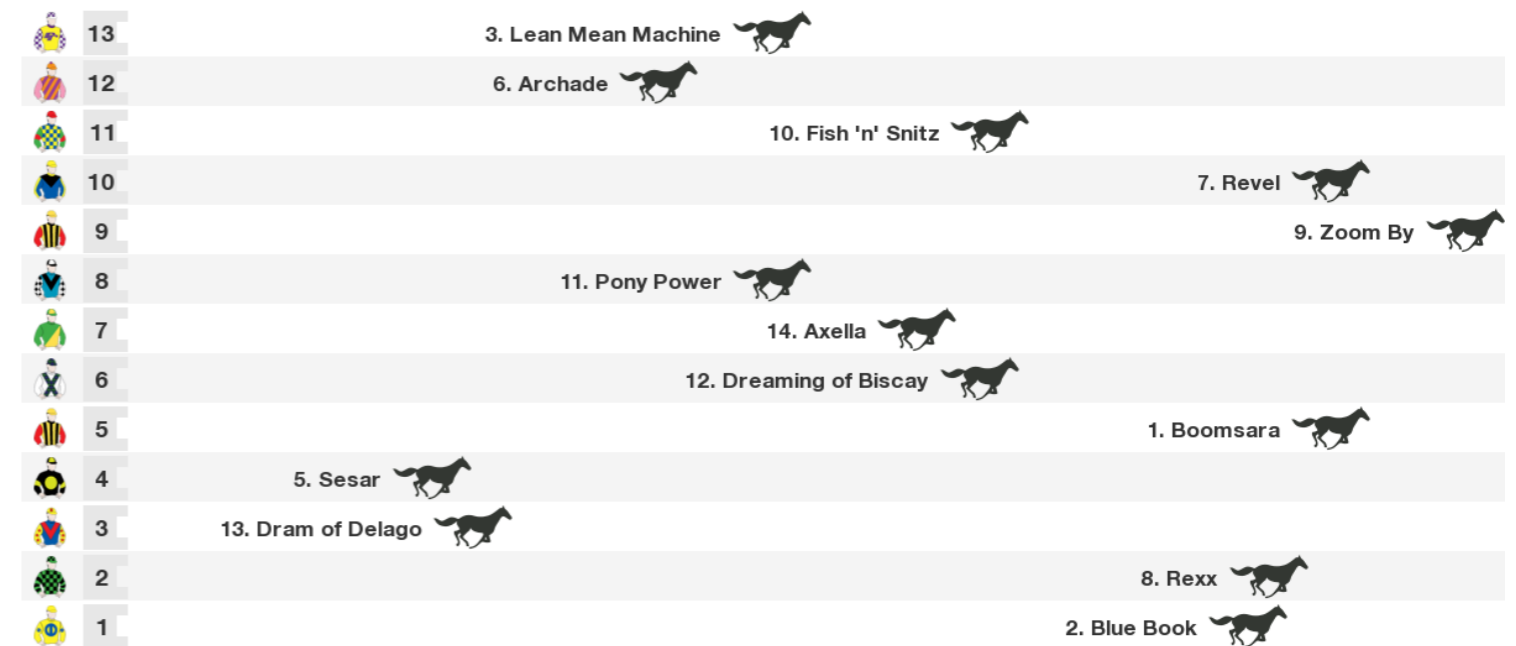 13 3. Lean Mean Machine
12 6. Archade
11 10. Fish 'n' Snitz
10 7. Revel
9 9. Zoom By
8 11. Pony Power
7 14. Axella
6 12. Dreaming of Biscay
5 1. Boomsara
4 5. Sesar
3 13. Dram of Delago
2 8. Rexx
1 2. Blue Book